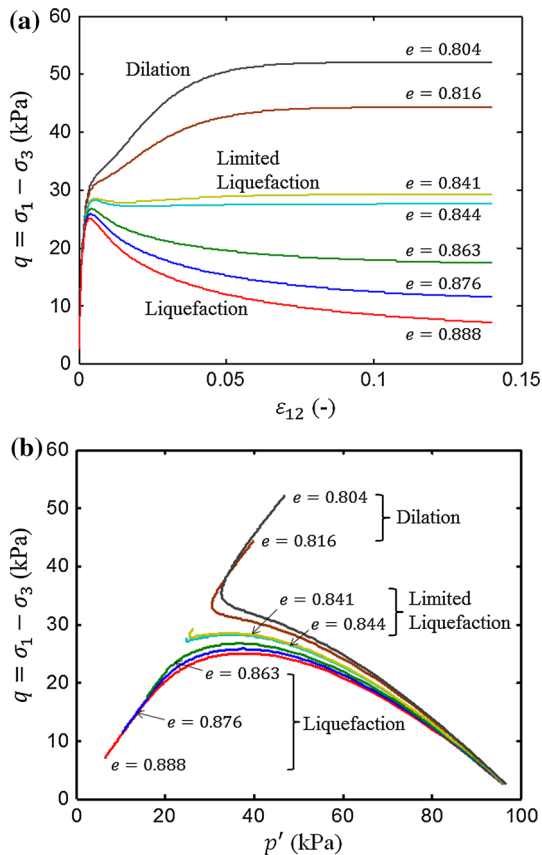 (a)
60
50
40
30
20
10
0
q = σ₁ − σ₃ (kPa)
Dilation
e = 0.804
e = 0.816
Limited
Liquefaction
e = 0.841
e = 0.844
e = 0.863
e = 0.876
e = 0.888
Liquefaction
0
0.05
0.1
0.15
ε₁₂ (-)
(b)
60
50
40
30
20
10
0
q = σ₁ − σ₃ (kPa)
e = 0.804
Dilation
e = 0.816
e = 0.841
Limited
Liquefaction
e = 0.844
e = 0.863
e = 0.876
Liquefaction
e = 0.888
0
20
40
60
80
100
p′ (kPa)